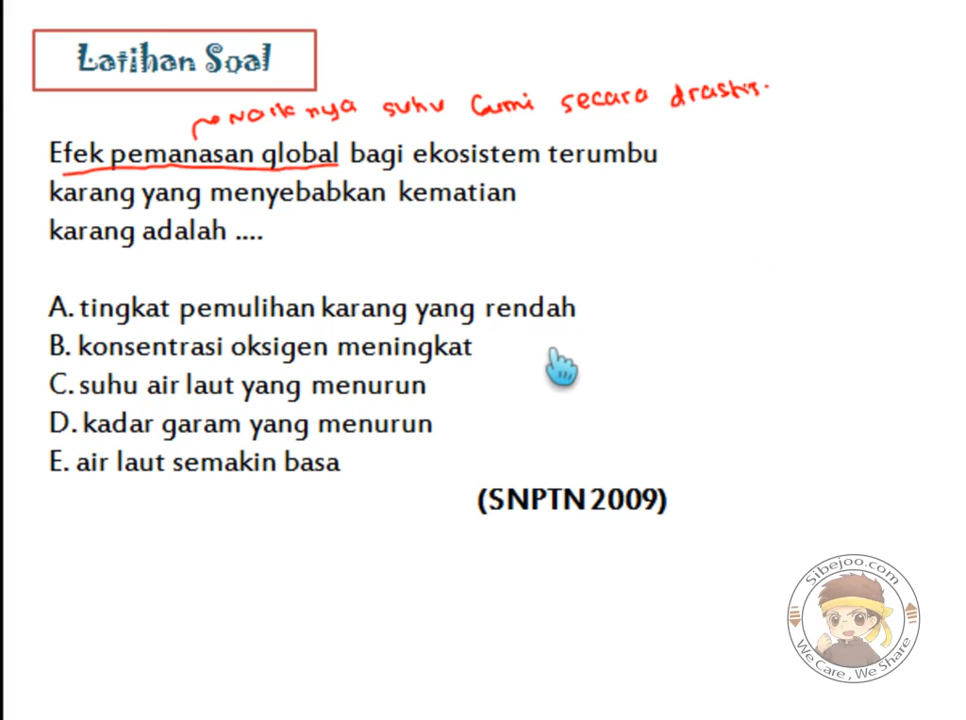 Latihan Soal
Naiknya suhu bumi secara drastis.
Efek pemanasan global bagi ekosistem terumbu
karang yang menyebabkan kematian
karang adalah ....
A. tingkat pemulihan karang yang rendah
B. konsentrasi oksigen meningkat
C. suhu air laut yang menurun
D. kadar garam yang menurun
E. air laut semakin basa
(SNPTN 2009)
Sibejoo.com
We Care, We Share